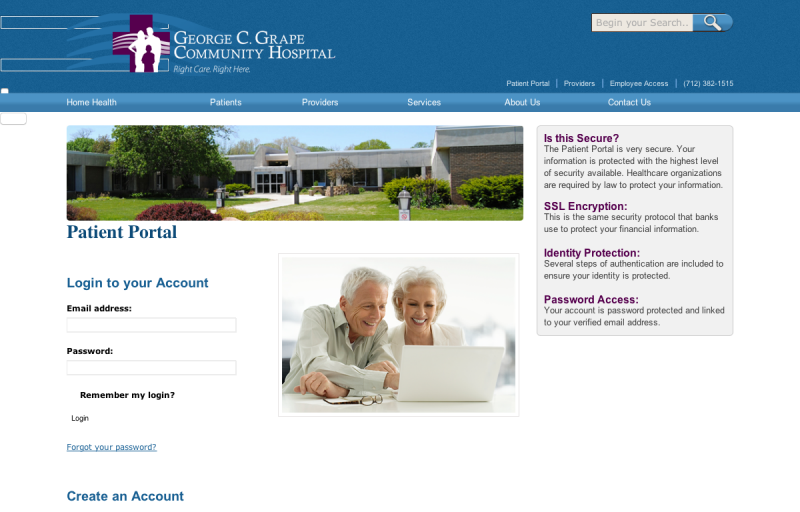 Begin your Search..
GEORGE C. GRAPE
COMMUNITY HOSPITAL
Right Care. Right Here.
Patient Portal | Providers | Employee Access | (712) 382-1515
Home Health Patients Providers Services About Us Contact Us
Patient Portal
Login to your Account
Email address:
Password:
Remember my login?
Login
Forgot your password?
Create an Account
Is this Secure?
The Patient Portal is very secure. Your
information is protected with the highest level
of security available. Healthcare organizations
are required by law to protect your information.
SSL Encryption:
This is the same security protocol that banks
use to protect your financial information.
Identity Protection:
Several steps of authentication are included to
ensure your identity is protected.
Password Access:
Your account is password protected and linked
to your verified email address.